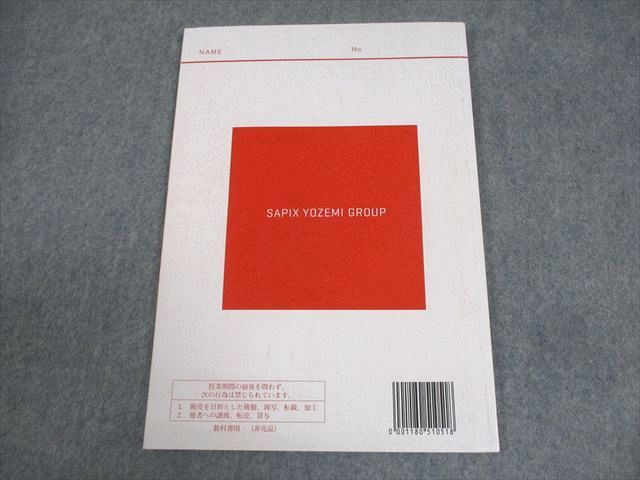 NAME No.
SAPIX YOZEMI GROUP
授業期間の前後を問わず、
次の行為は禁じられています。
1. 販売を目的とした複製、複写、転載、加工
2. 他者への譲渡、転売、貸与
教科書用 (非売品)
0 001180 510518